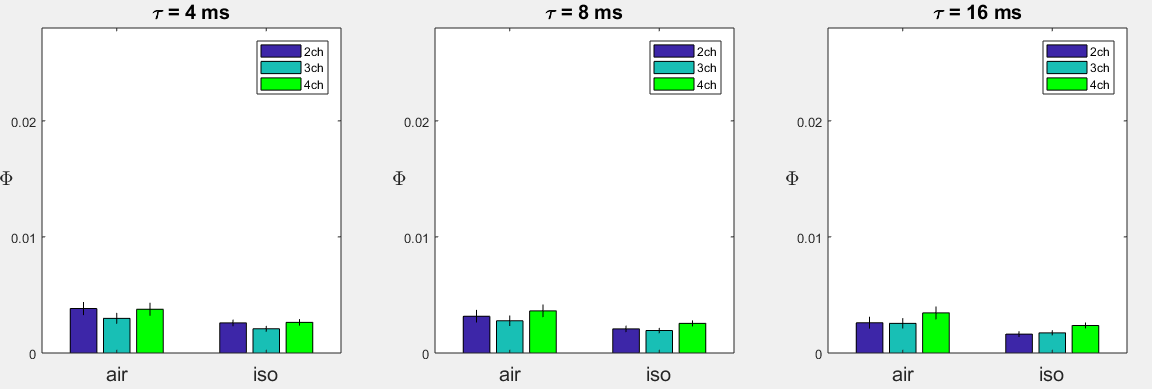 τ = 4 ms
2ch
3ch
4ch
0.02
Φ
0.01
0
air iso
τ = 8 ms
2ch
3ch
4ch
0.02
Φ
0.01
0
air iso
τ = 16 ms
2ch
3ch
4ch
0.02
Φ
0.01
0
air iso